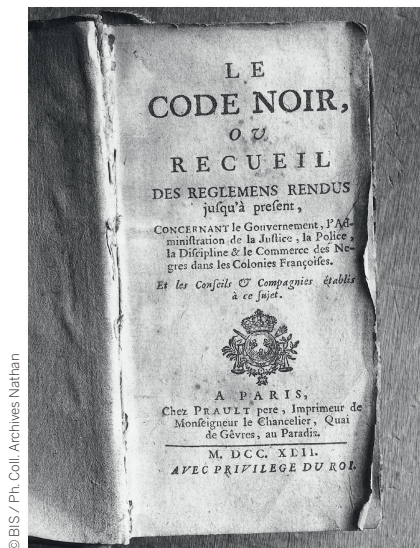 LE
CODE NOIR,
OU
RECUEIL
DES REGLEMENS RENDUS
jusqu'à present,
CONCERNANT le Gouvernement, l'Ad-
ministration de la Justice, la Police,
la Discipline & le Commerce des Ne-
gres dans les Colonies Françoises.
Et les Conseils & Compagnies établis
à ce sujet.
A PARIS,
Chez PRAULT pere, Imprimeur de
Monseigneur le Chancelier, Quai
de Gêvres, au Paradis.
M. DCC. XLII.
AVEC PRIVILEGE DU ROI.
© BIS / Ph. Coll. Archives Nathan